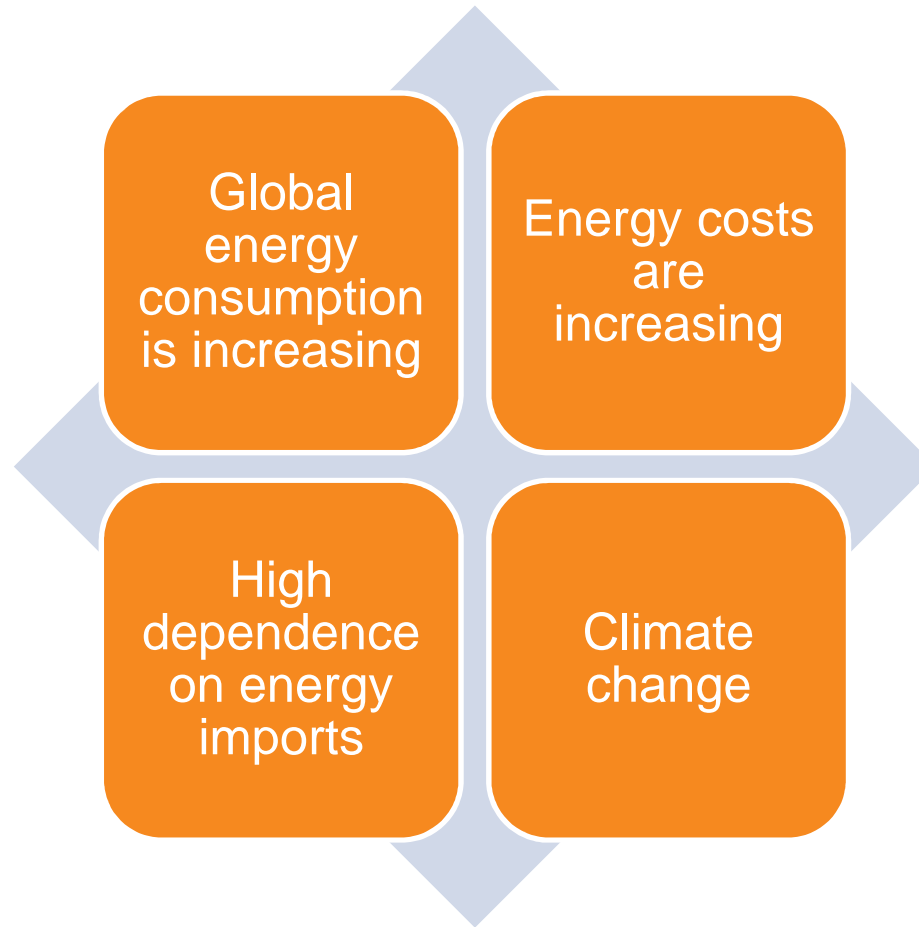 Global
energy
consumption
is increasing
Energy costs
are
increasing
High
dependence
on energy
imports
Climate
change